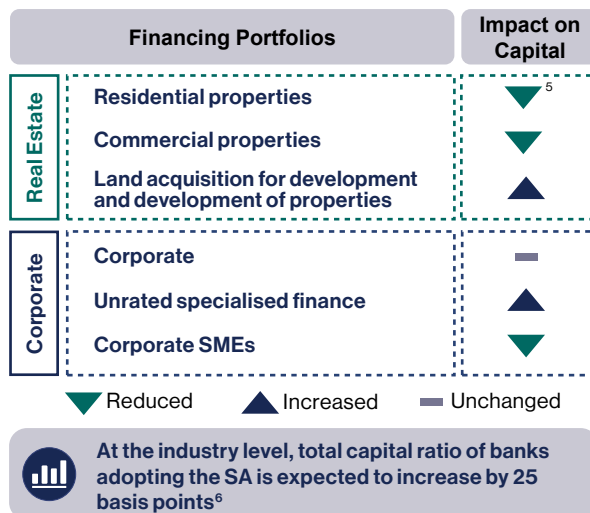 Financing Portfolios
Impact on
Capital
Real Estate
Residential properties
5
Commercial properties
Land acquisition for development
and development of properties
Corporate
Corporate
Unrated specialised finance
Corporate SMEs
Reduced
Increased
Unchanged
At the industry level, total capital ratio of banks
adopting the SA is expected to increase by 25
basis points⁶